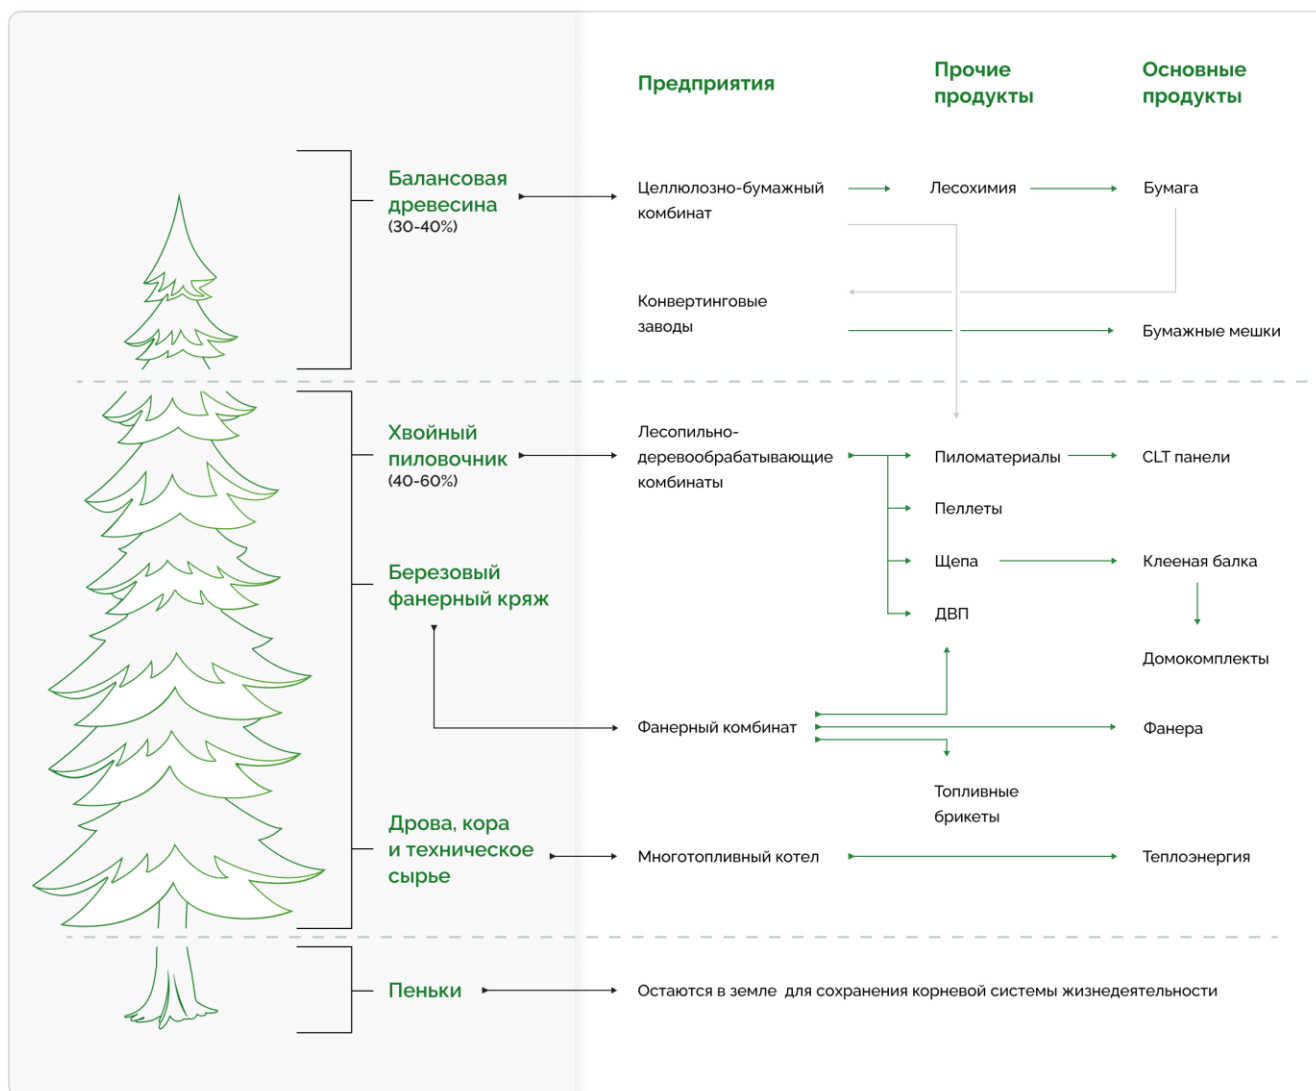 Предприятия
Прочие
продукты
Основные
продукты
Балансовая
древесина
(30-40%)
Целлюлозно-бумажный
комбинат
Лесохимия
Бумага
Конвертинговые
заводы
Бумажные мешки
Хвойный
пиловочник
(40-60%)
Лесопильно-
деревообрабатывающие
комбинаты
Пиломатериалы
CLT панели
Пеллеты
Щепа
Клееная балка
ДВП
Домокомплекты
Березовый
фанерный кряж
Фанерный комбинат
Фанера
Топливные
брикеты
Дрова, кора
и техническое
сырье
Многотопливный котел
Теплоэнергия
Пеньки
Остаются в земле для сохранения корневой системы жизнедеятельности